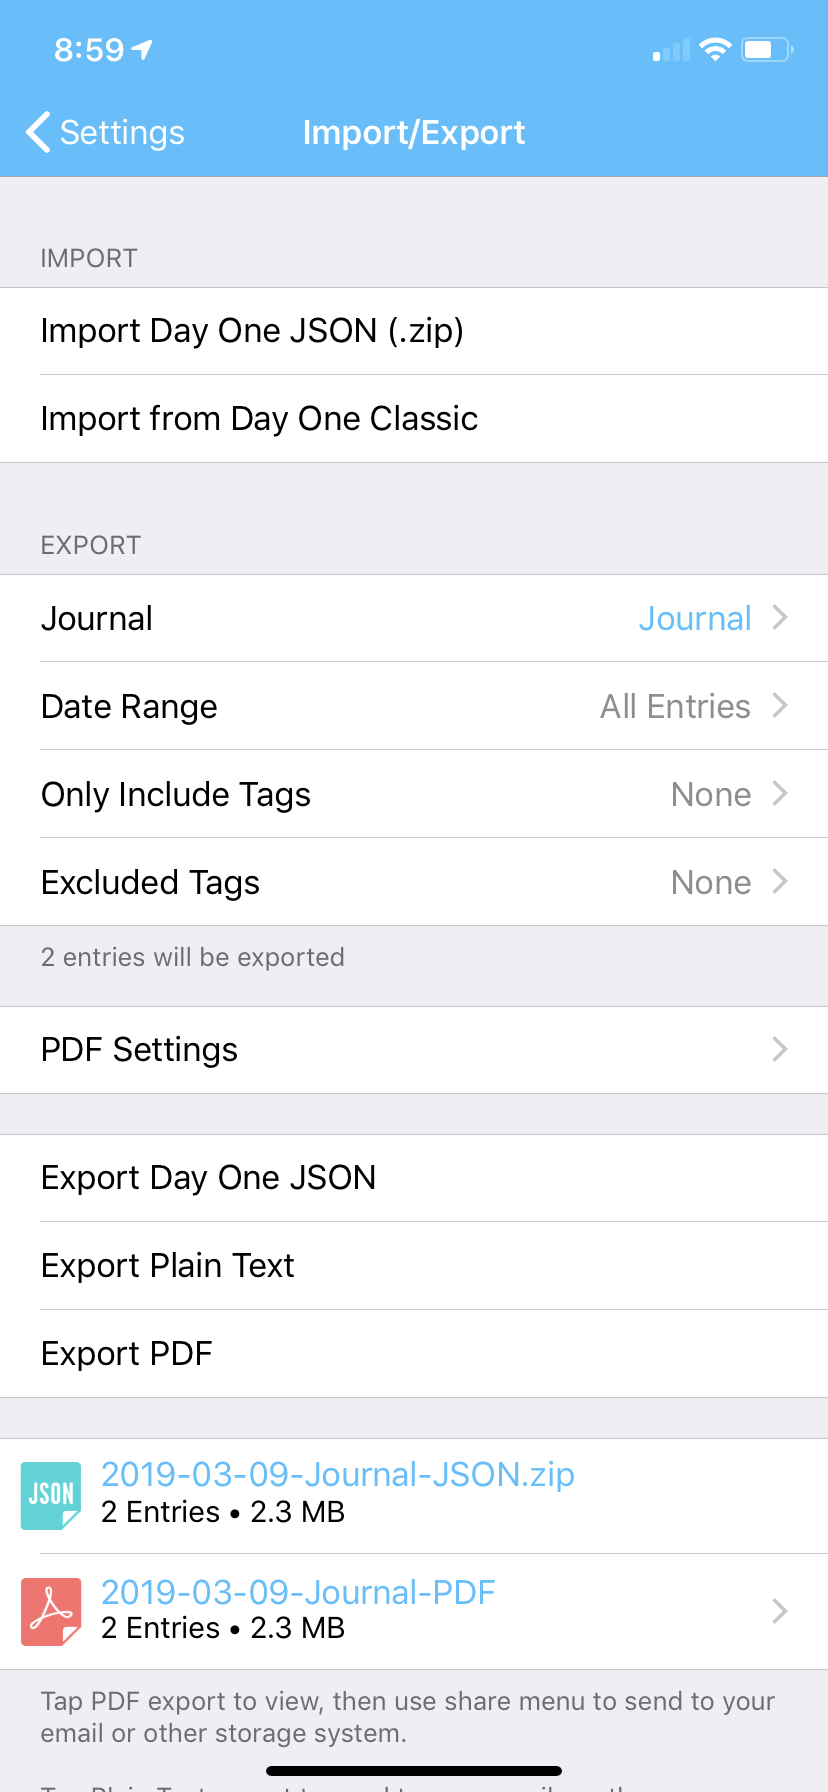 8:59
Settings
Import/Export
IMPORT
Import Day One JSON (.zip)
Import from Day One Classic
EXPORT
Journal Journal
Date Range All Entries
Only Include Tags None
Excluded Tags None
2 entries will be exported
PDF Settings
Export Day One JSON
Export Plain Text
Export PDF
JSON
2019-03-09-Journal-JSON.zip
2 Entries • 2.3 MB
2019-03-09-Journal-PDF
2 Entries • 2.3 MB
Tap PDF export to view, then use share menu to send to your
email or other storage system.